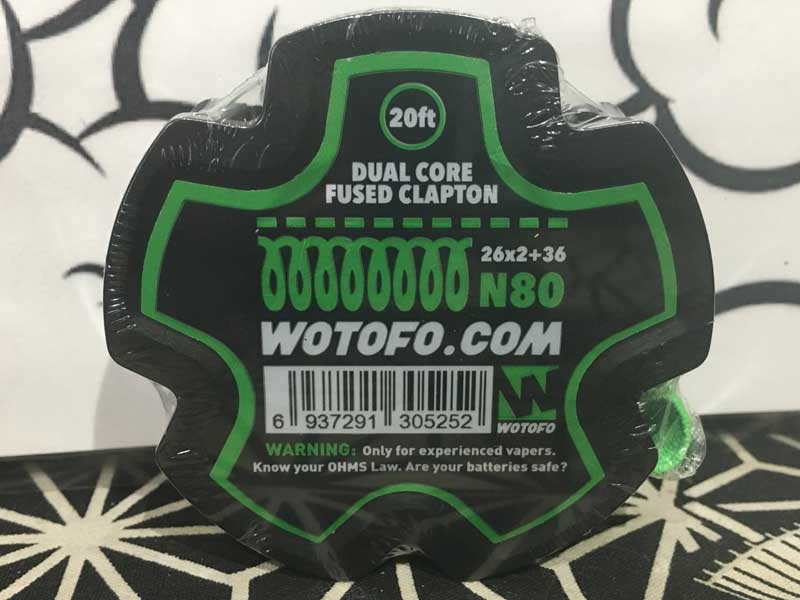 20ft
DUAL CORE
FUSED CLAPTON
26x2+36
N80
WOTOFO.COM
6 937291 305252
WOTOFO
WARNING: Only for experienced vapers.
Know your OHMS Law. Are your batteries safe?